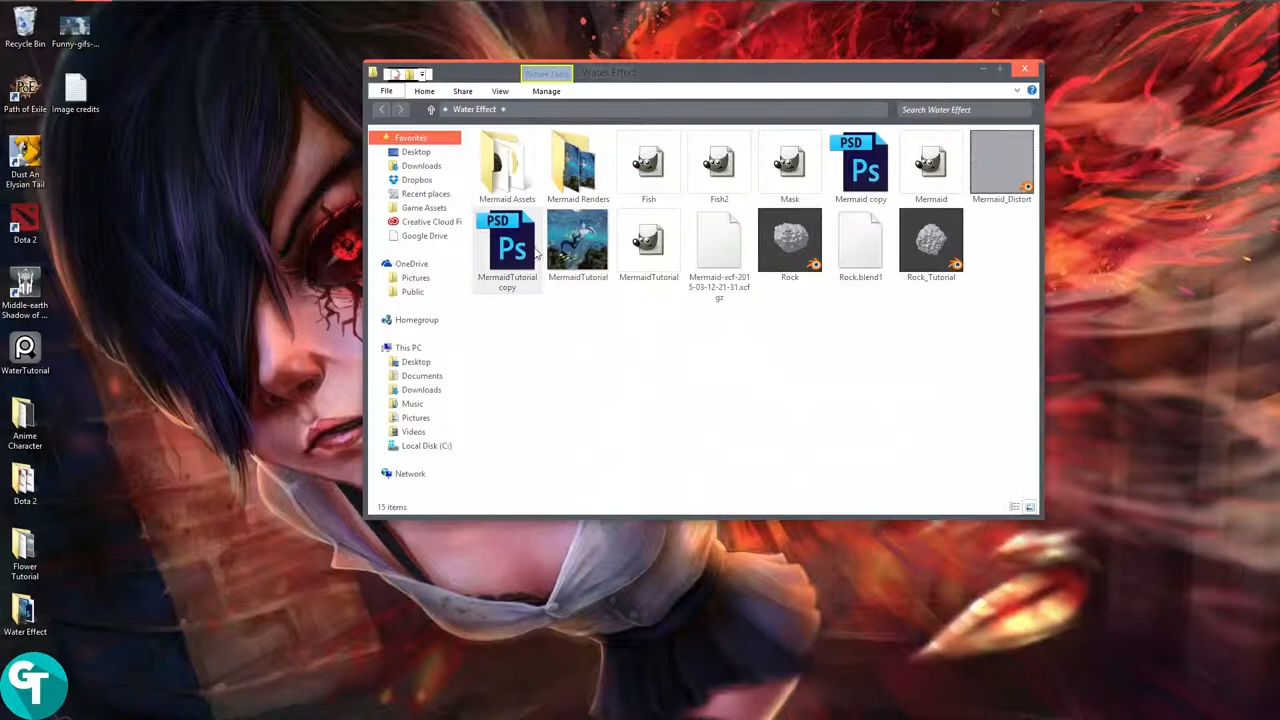 Recycle Bin
Funny-gifs-...
Path of Exile
Image credits
Dust An
Elysian Tail
Dota 2
Middle-earth
Shadow of ...
WaterTutorial
Anime
Character
Dota 2
Flower
Tutorial
Water Effect
GT
Picture Tools
Water Effect
File
Home
Share
View
Manage
Water Effect
Search Water Effect
Favorites
Desktop
Downloads
Dropbox
Recent places
Game Assets
Creative Cloud Fi
Google Drive
OneDrive
Pictures
Public
Homegroup
This PC
Desktop
Documents
Downloads
Music
Pictures
Videos
Local Disk (C:)
Network
PSD
Ps
Mermaid Assets
Mermaid Renders
Fish
Fish2
Mask
Mermaid copy
Mermaid
Mermaid_Distort
PSD
Ps
MermaidTutorial
copy
MermaidTutorial
MermaidTutorial
Mermaid-xcf-201
5-03-12-21-31.xcf
gz
Rock
Rock.blend1
Rock_Tutorial
15 items